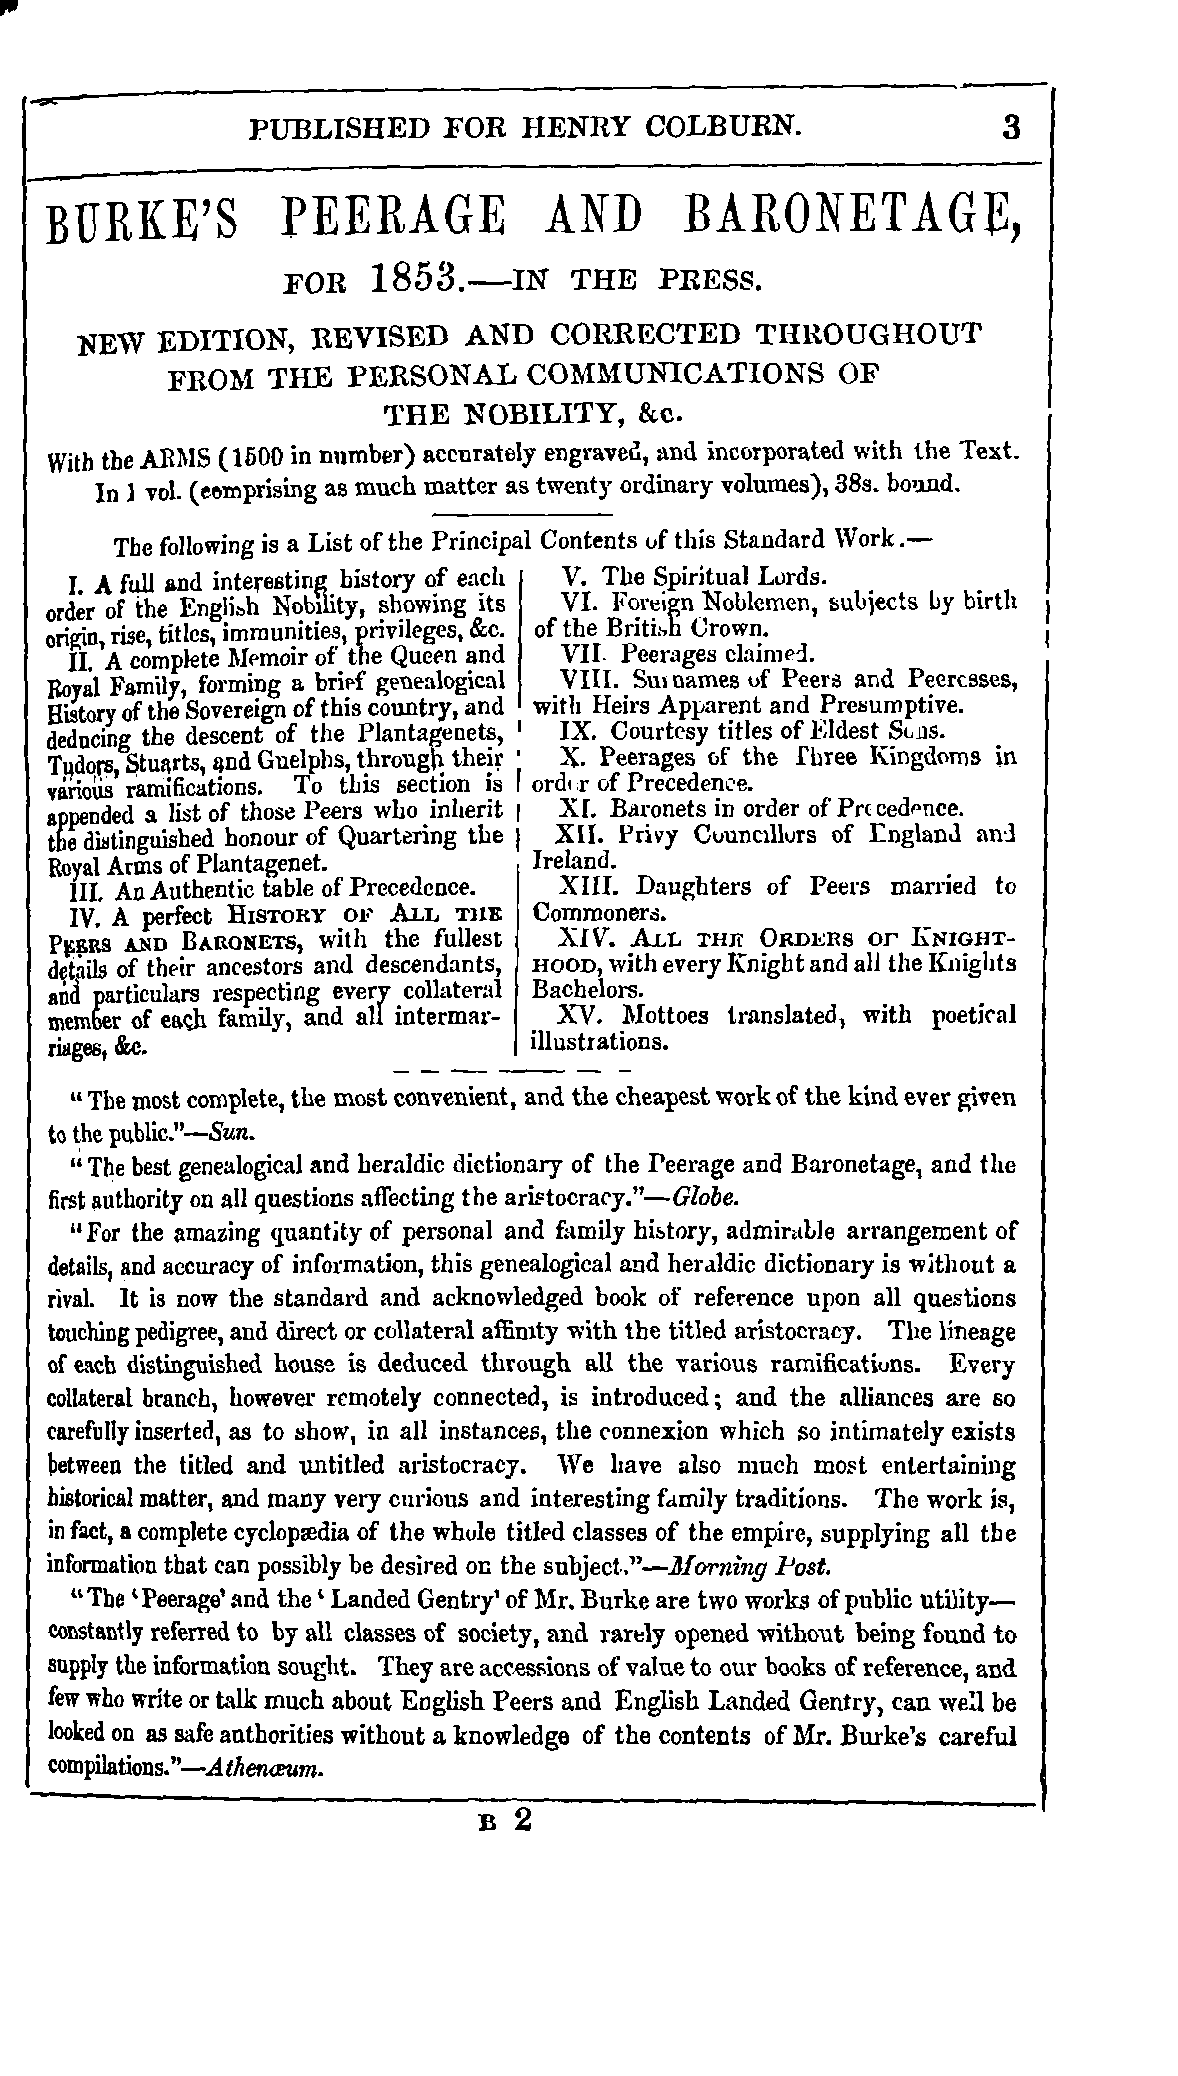 PUBLISHED FOR HENRY COLBURN. 3
BURKE'S PEERAGE AND BARONETAGE,
FOR 1853.—IN THE PRESS.
NEW EDITION, REVISED AND CORRECTED THROUGHOUT
FROM THE PERSONAL COMMUNICATIONS OF
THE NOBILITY, &c.
With the ARMS (1500 in number) accurately engraved, and incorporated with the Text.
In 1 vol. (comprising as much matter as twenty ordinary volumes), 38s. bound.
The following is a List of the Principal Contents of this Standard Work.—
I. A full and interesting history of each
order of the English Nobility, showing its
origin, rise, titles, immunities, privileges, &c.
II. A complete Memoir of the Queen and
Royal Family, forming a brief genealogical
History of the Sovereign of this country, and
deducing the descent of the Plantagenets,
Tudors, Stuarts, and Guelphs, through their
various ramifications. To this section is
appended a list of those Peers who inherit
the distinguished honour of Quartering the
Royal Arms of Plantagenet.
III. An Authentic table of Precedence.
IV. A perfect HISTORY OF ALL THE
PEERS AND BARONETS, with the fullest
details of their ancestors and descendants,
and particulars respecting every collateral
member of each family, and all intermar-
riages, &c.
V. The Spiritual Lords.
VI. Foreign Noblemen, subjects by birth
of the British Crown.
VII. Peerages claimed.
VIII. Surnames of Peers and Peeresses,
with Heirs Apparent and Presumptive.
IX. Courtesy titles of Eldest Sons.
X. Peerages of the Three Kingdoms in
order of Precedence.
XI. Baronets in order of Precedence.
XII. Privy Councillors of England and
Ireland.
XIII. Daughters of Peers married to
Commoners.
XIV. ALL THE ORDERS OF KNIGHT-
HOOD, with every Knight and all the Knights
Bachelors.
XV. Mottoes translated, with poetical
illustrations.
"The most complete, the most convenient, and the cheapest work of the kind ever given
to the public."—Sun.
"The best genealogical and heraldic dictionary of the Peerage and Baronetage, and the
first authority on all questions affecting the aristocracy."—Globe.
"For the amazing quantity of personal and family history, admirable arrangement of
details, and accuracy of information, this genealogical and heraldic dictionary is without a
rival. It is now the standard and acknowledged book of reference upon all questions
touching pedigree, and direct or collateral affinity with the titled aristocracy. The lineage
of each distinguished house is deduced through all the various ramifications. Every
collateral branch, however remotely connected, is introduced; and the alliances are so
carefully inserted, as to show, in all instances, the connexion which so intimately exists
between the titled and untitled aristocracy. We have also much most entertaining
historical matter, and many very curious and interesting family traditions. The work is,
in fact, a complete cyclopædia of the whole titled classes of the empire, supplying all the
information that can possibly be desired on the subject."—Morning Post.
"The 'Peerage' and the 'Landed Gentry' of Mr. Burke are two works of public utility—
constantly referred to by all classes of society, and rarely opened without being found to
supply the information sought. They are accessions of value to our books of reference, and
few who write or talk much about English Peers and English Landed Gentry, can well be
looked on as safe authorities without a knowledge of the contents of Mr. Burke's careful
compilations."—Athenæum.
B 2